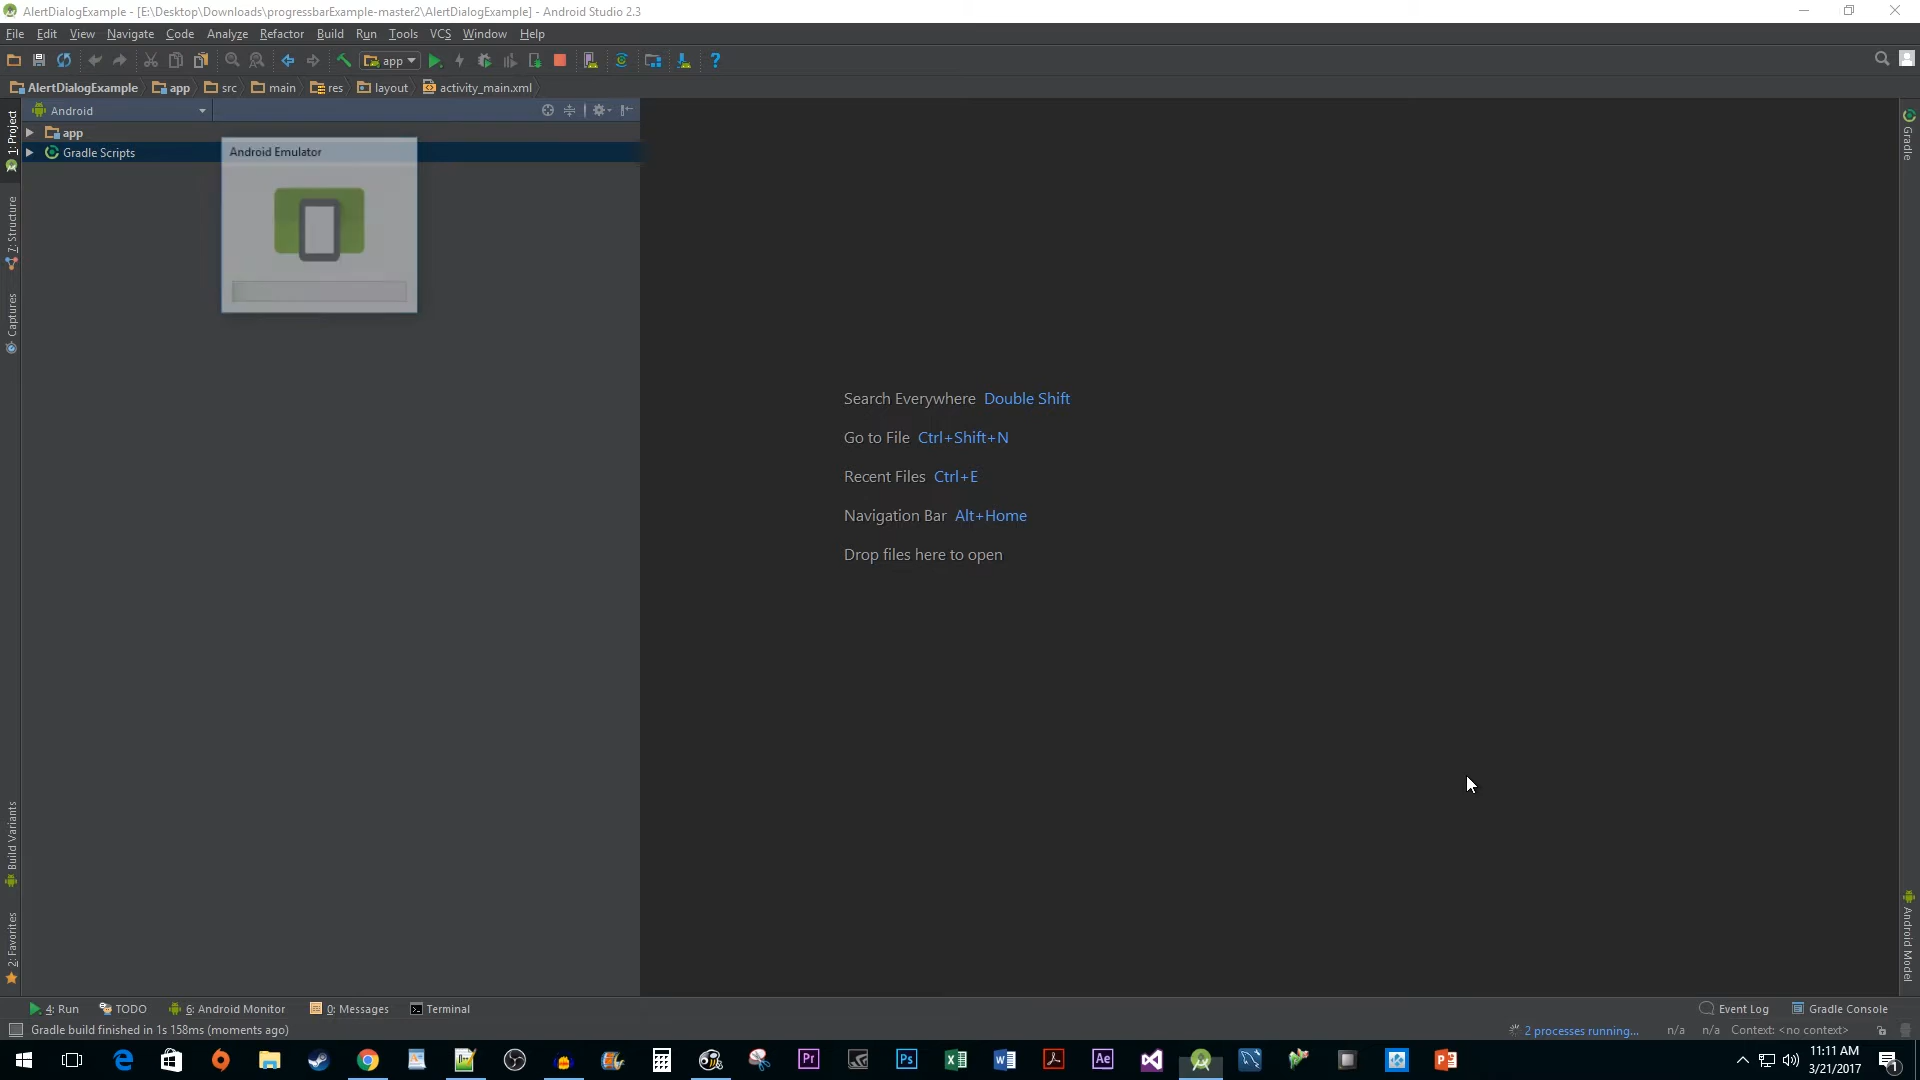 AlertDialogExample - [E:\Desktop\Downloads\progressbarExample-master2\AlertDialogExample] - Android Studio 2.3
File Edit View Navigate Code Analyze Refactor Build Run Tools VCS Window Help
app
AlertDialogExample app src main res layout activity_main.xml
Android
1: Project
app
Gradle Scripts
Android Emulator
Gradle
7: Structure
Captures
Search Everywhere Double Shift
Go to File Ctrl+Shift+N
Recent Files Ctrl+E
Navigation Bar Alt+Home
Drop files here to open
Build Variants
2: Favorites
Android Model
4: Run TODO 6: Android Monitor 0: Messages Terminal Event Log Gradle Console
Gradle build finished in 1s 158ms (moments ago) 2 processes running... n/a n/a Context: <no context>
Pr Ps Ae
11:11 AM
3/21/2017
1